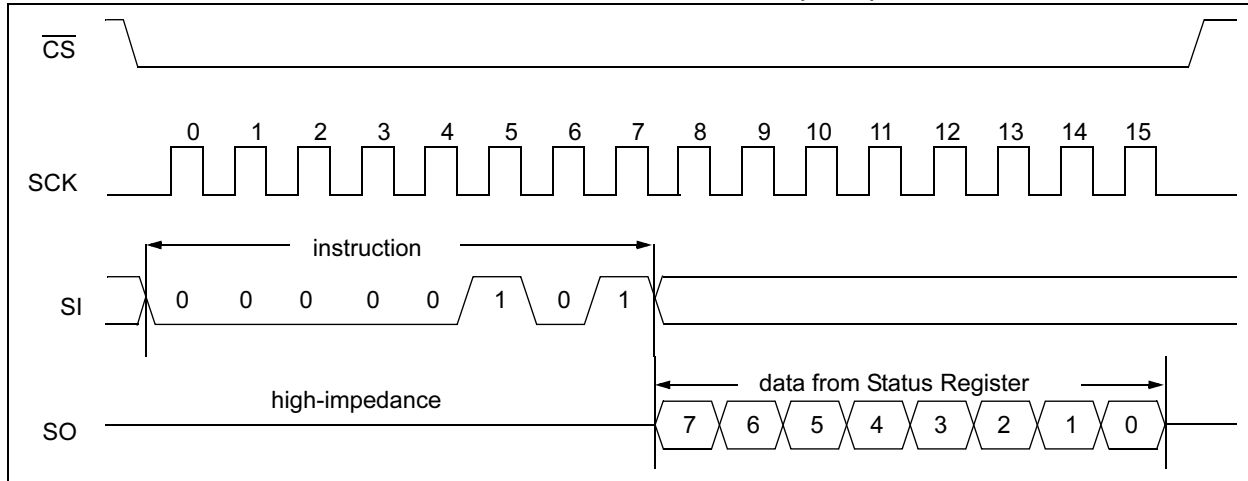 CS
0 1 2 3 4 5 6 7 8 9 10 11 12 13 14 15
SCK
instruction
SI 0 0 0 0 0 1 0 1
data from Status Register
high-impedance
SO 7 6 5 4 3 2 1 0